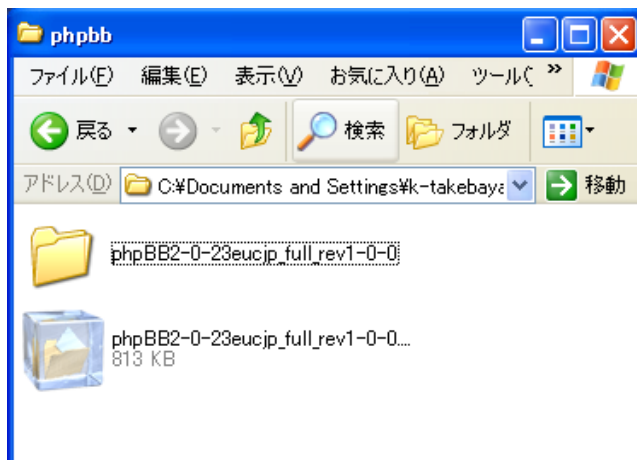 phpbb
ファイル(F) 編集(E) 表示(V) お気に入り(A) ツール( »
戻る 検索 フォルダ
アドレス(D) C:¥Documents and Settings¥k-takebaya 移動
phpBB2-0-23eucjp_full_rev1-0-0
phpBB2-0-23eucjp_full_rev1-0-0....
813 KB